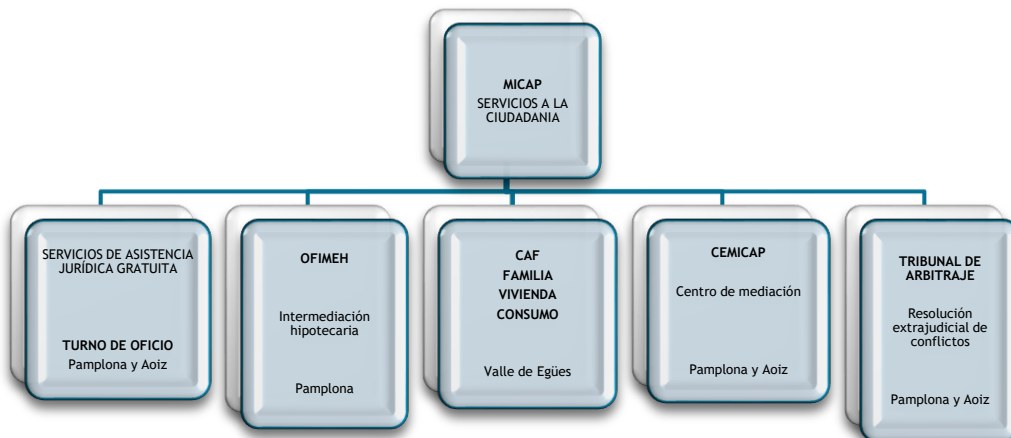 MICAP
SERVICIOS A LA
CIUDADANIA
SERVICIOS DE ASISTENCIA
JURÍDICA GRATUITA
TURNO DE OFICIO
Pamplona y Aoiz
OFIMEH
Intermediación
hipotecaria
Pamplona
CAF
FAMILIA
VIVIENDA
CONSUMO
Valle de Egües
CEMICAP
Centro de mediación
Pamplona y Aoiz
TRIBUNAL DE
ARBITRAJE
Resolución
extrajudicial de
conflictos
Pamplona y Aoiz